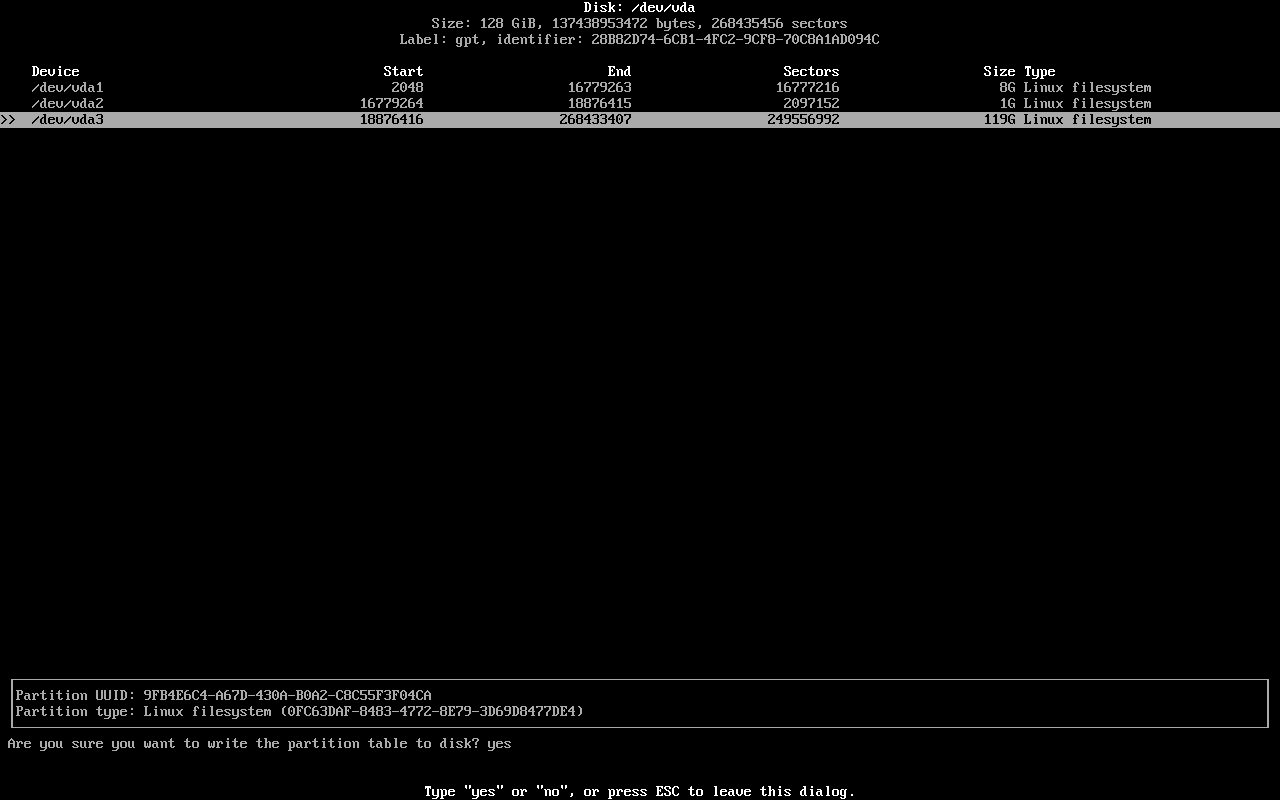 Disk: /dev/vda
Size: 128 GiB, 137438953472 bytes, 268435456 sectors
Label: gpt, identifier: 28B82D74-6CB1-4FC2-9CF8-70C8A1AD094C
Device Start End Sectors Size Type
/dev/vda1 2048 16779263 16777216 8G Linux filesystem
/dev/vda2 16779264 18876415 2097152 1G Linux filesystem
>> /dev/vda3 18876416 268433407 249556992 119G Linux filesystem
Partition UUID: 9FB4E6C4-A67D-430A-B0A2-C8C55F3F04CA
Partition type: Linux filesystem (0FC63DAF-8483-4772-8E79-3D69D8477DE4)
Are you sure you want to write the partition table to disk? yes
Type "yes" or "no", or press ESC to leave this dialog.